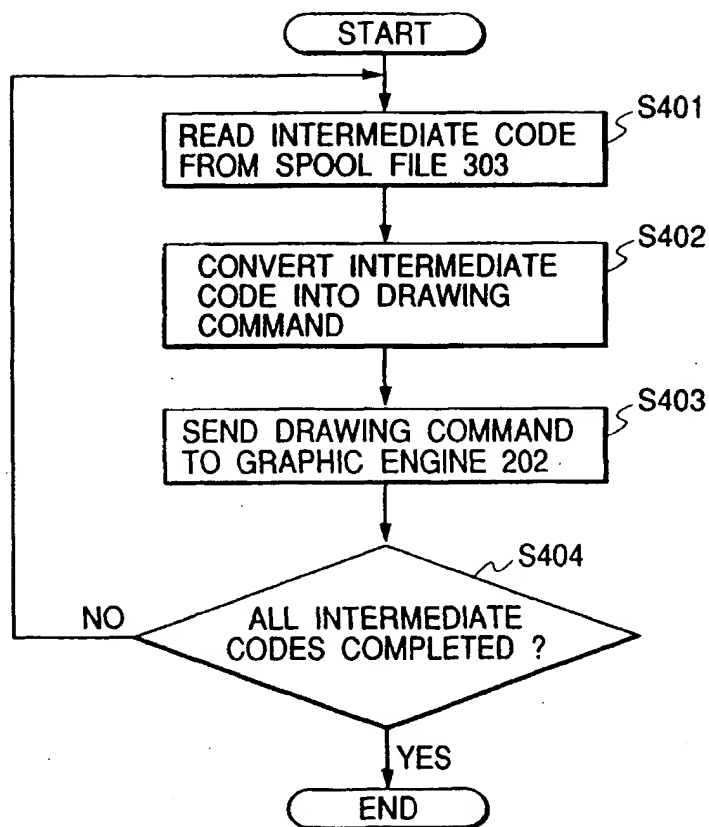 START
S401
READ INTERMEDIATE CODE
FROM SPOOL FILE 303
S402
CONVERT INTERMEDIATE
CODE INTO DRAWING
COMMAND
S403
SEND DRAWING COMMAND
TO GRAPHIC ENGINE 202
S404
NO
ALL INTERMEDIATE
CODES COMPLETED ?
YES
END